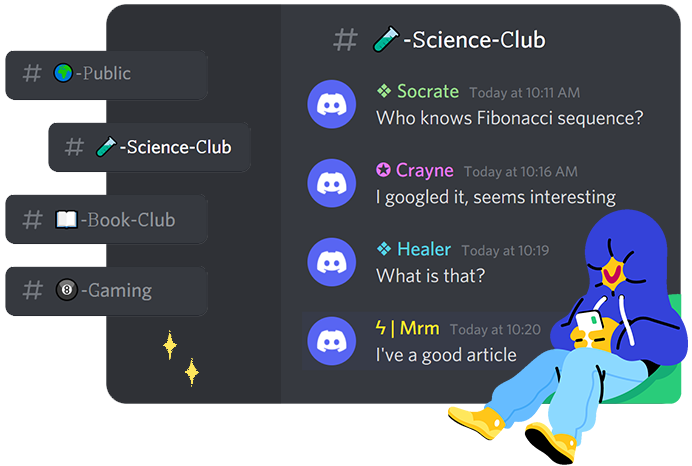 # 🌍-Public
# 🧪-Science-Club
# 📖-Book-Club
# 🎱-Gaming
# 🧪-Science-Club
❖ Socrate Today at 10:11 AM
Who knows Fibonacci sequence?
✪ Crayne Today at 10:16 AM
I googled it, seems interesting
❖ Healer Today at 10:19
What is that?
ϟ | Mrm Today at 10:20
I've a good article